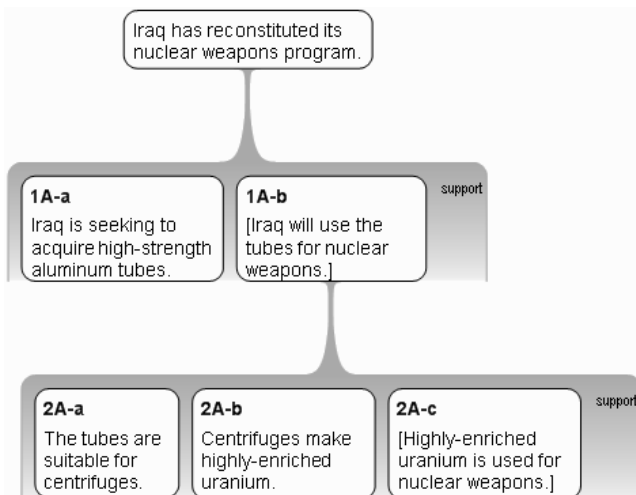 Iraq has reconstituted its
nuclear weapons program.
1A-a
Iraq is seeking to
acquire high-strength
aluminum tubes.
1A-b
[Iraq will use the
tubes for nuclear
weapons.]
support
2A-a
The tubes are
suitable for
centrifuges.
2A-b
Centrifuges make
highly-enriched
uranium.
2A-c
[Highly-enriched
uranium is used for
nuclear weapons.]
support